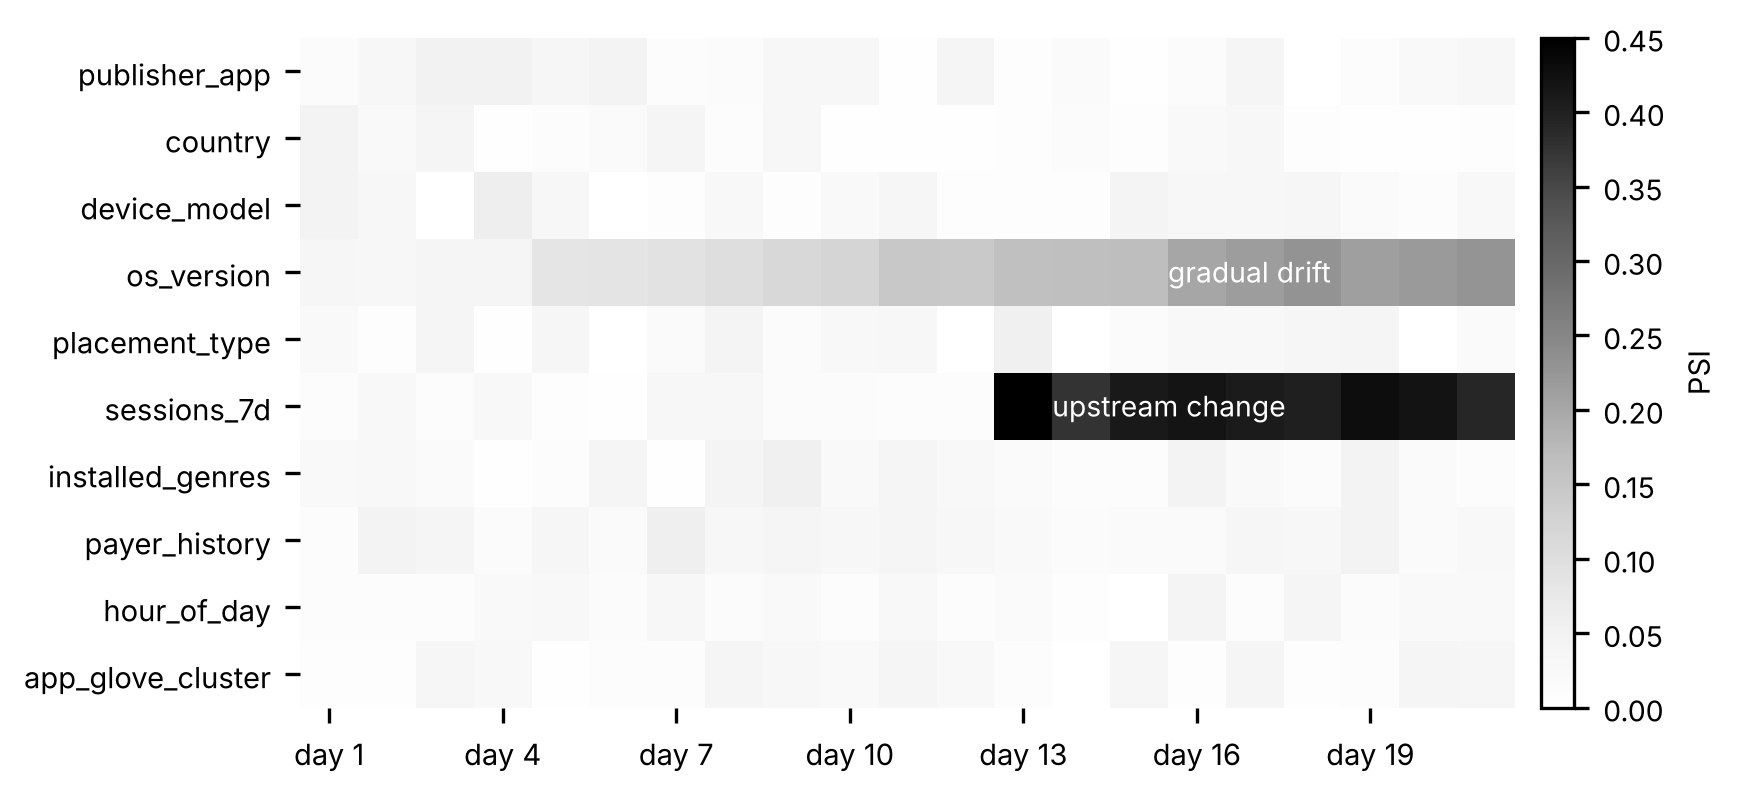 publisher_app
country
device_model
os_version
placement_type
sessions_7d
installed_genres
payer_history
hour_of_day
app_glove_cluster
gradual drift
upstream change
day 1
day 4
day 7
day 10
day 13
day 16
day 19
0.45
0.40
0.35
0.30
0.25
0.20
0.15
0.10
0.05
0.00
PSI